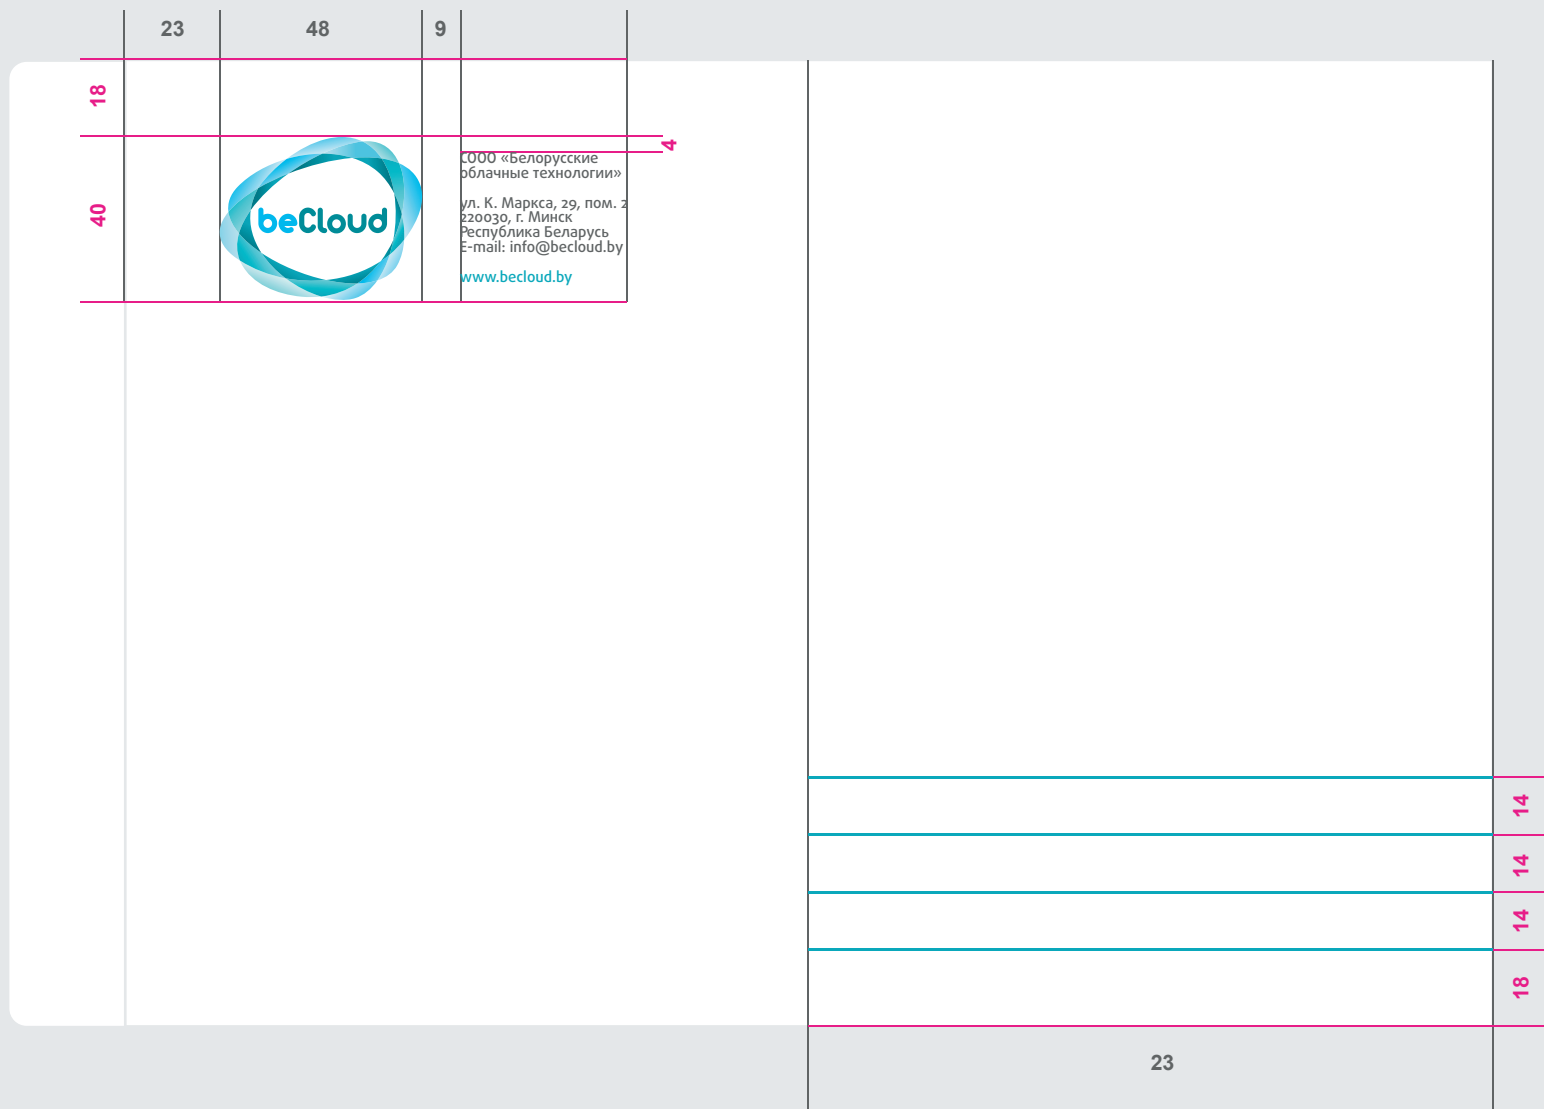 23
48
9
18
4
40
beCloud
СООО «Белорусские
облачные технологии»
ул. К. Маркса, 29, пом. 2
220030, г. Минск
Республика Беларусь
E-mail: info@becloud.by
www.becloud.by
14
14
14
18
23